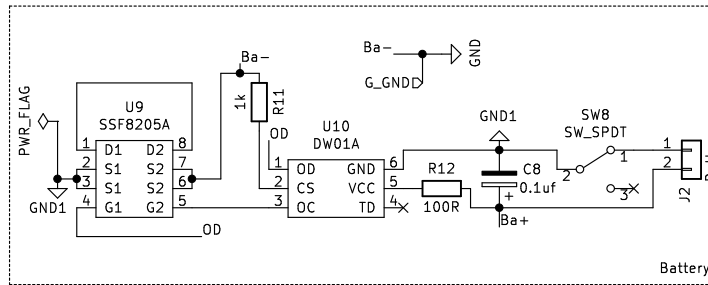 Ba-
GND
G_GND
PWR_FLAG
GND1
U9
SSF8205A
1 D1 D2 8
2 S1 S2 7
3 S1 S2 6
4 G1 G2 5
OD
Ba-
1k
R11
OD
U10
DW01A
1 OD GND 6
2 CS VCC 5
3 OC TD 4
R12
100R
GND1
C8
0.1uf
+
Ba+
SW8
SW_SPDT
2
1
3
1
2
J2
Battery